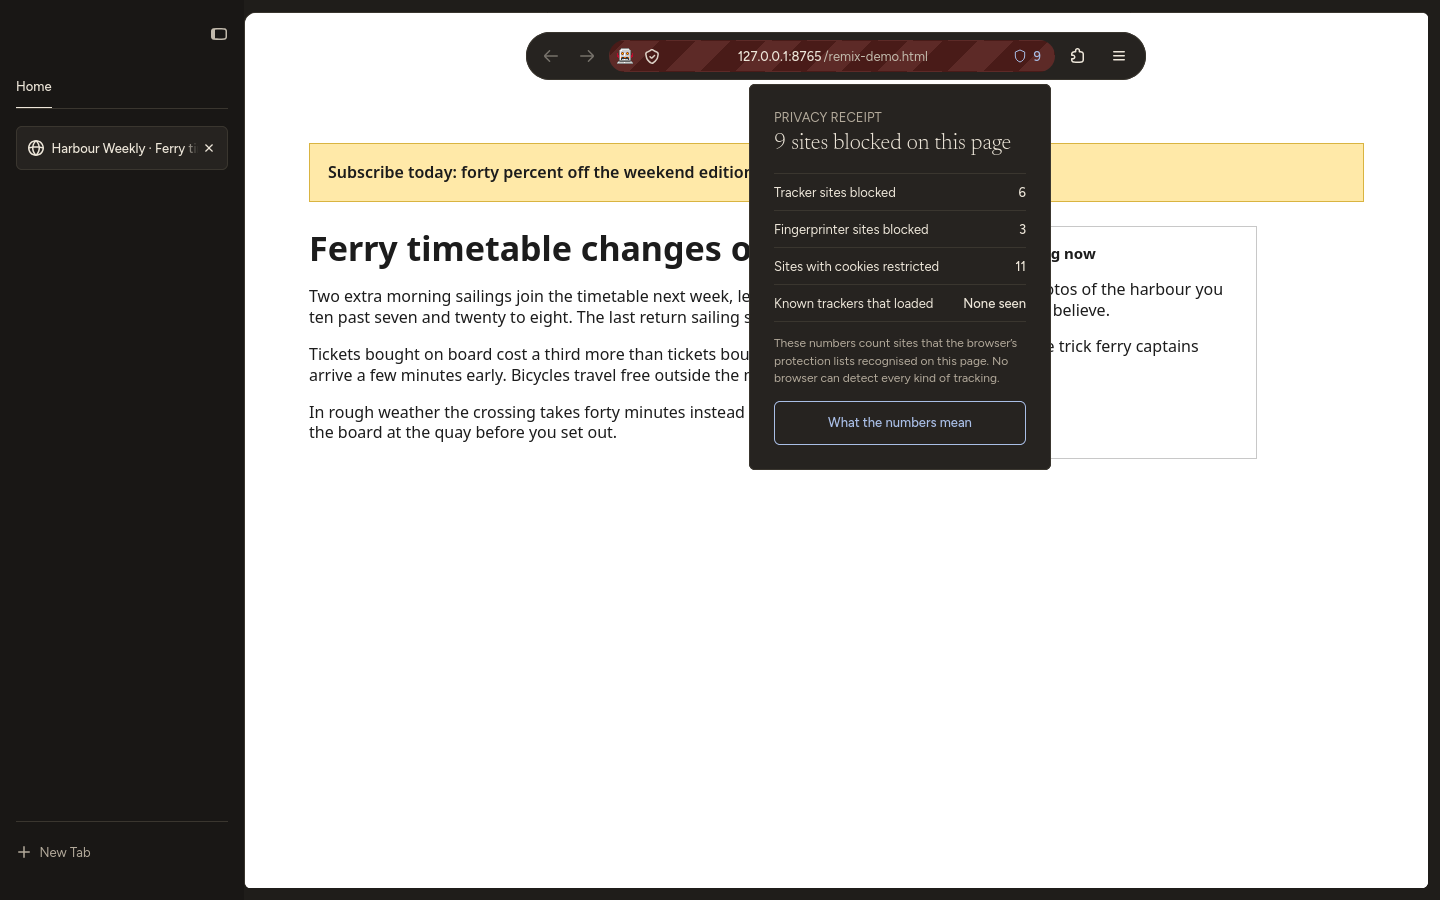 Home
Harbour Weekly · Ferry
New Tab
127.0.0.1:8765/remix-demo.html
9
PRIVACY RECEIPT
9 sites blocked on this page
Tracker sites blocked 6
Fingerprinter sites blocked 3
Sites with cookies restricted 11
Known trackers that loaded None seen
These numbers count sites that the browser's
protection lists recognised on this page. No
browser can detect every kind of tracking.
What the numbers mean
Subscribe today: forty percent off the weekend edition
Ferry timetable changes
Two extra morning sailings join the timetable next week,
ten past seven and twenty to eight. The last return sailing
Tickets bought on board cost a third more than tickets
arrive a few minutes early. Bicycles travel free outside the
In rough weather the crossing takes forty minutes instead
the board at the quay before you set out.
now
of the harbour you
believe.
trick ferry captains